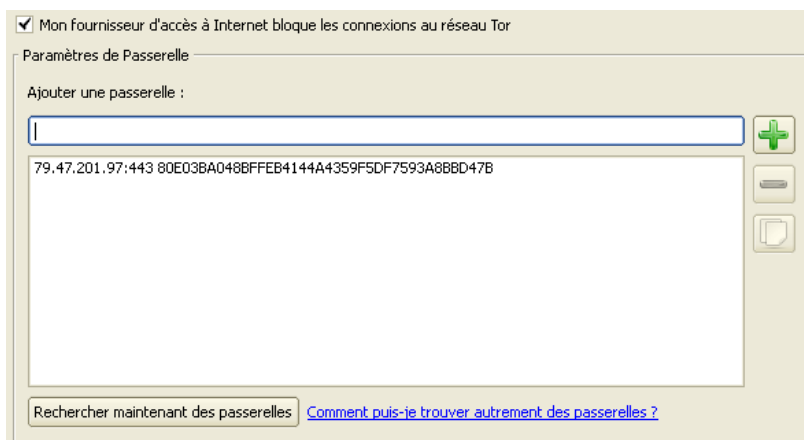 Mon fournisseur d'accès à Internet bloque les connexions au réseau Tor
Paramètres de Passerelle
Ajouter une passerelle :
79.47.201.97:443 80E03BA048BFFEB4144A4359F5DF7593A8BBD47B
Rechercher maintenant des passerelles Comment puis-je trouver autrement des passerelles ?